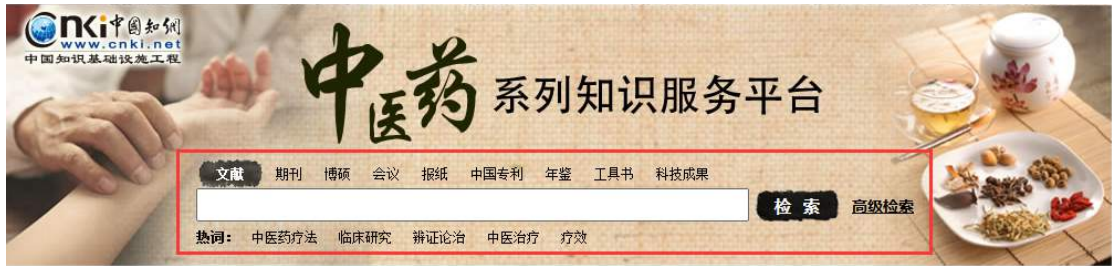 Cnki中国知網
www.cnki.net
中国知识基础设施工程
中医药系列知识服务平台
文献 期刊 博硕 会议 报纸 中国专利 年鉴 工具书 科技成果
检索 高级检索
热词： 中医药疗法 临床研究 辨证论治 中医治疗 疗效